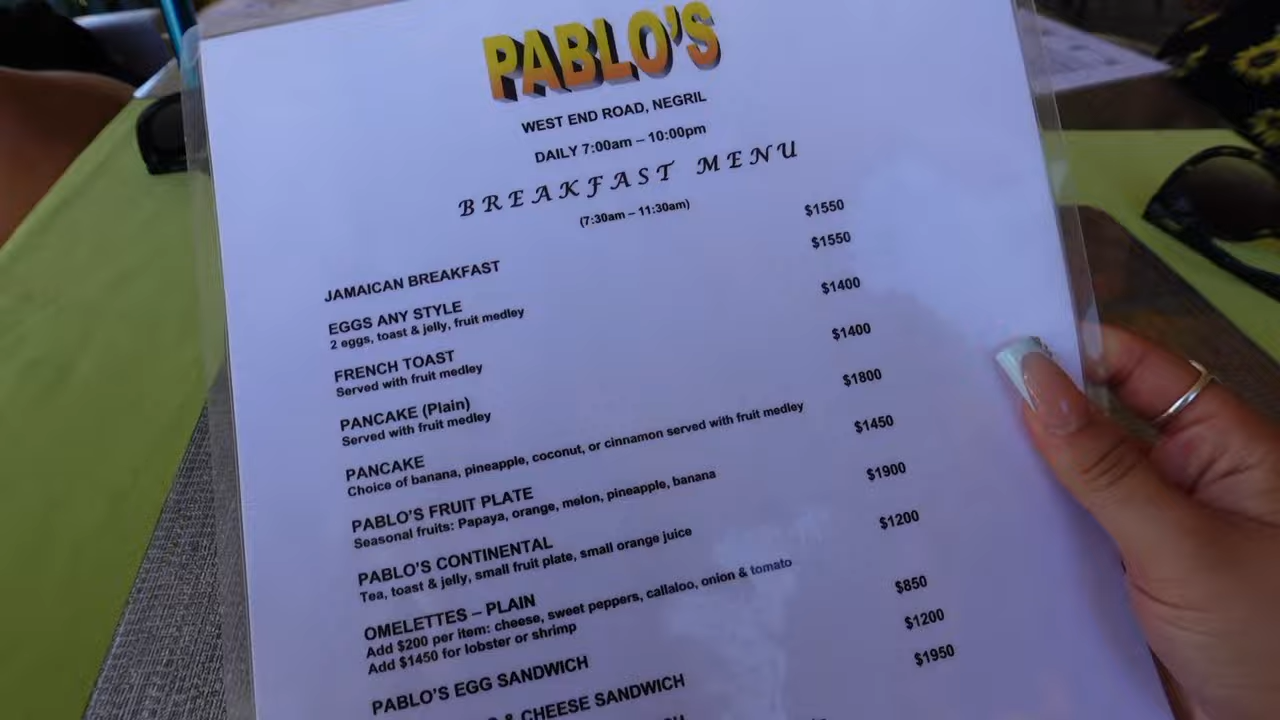 PABLO'S
WEST END ROAD, NEGRIL
DAILY 7:00am – 10:00pm
BREAKFAST MENU
(7:30am – 11:30am)
JAMAICAN BREAKFAST $1550
EGGS ANY STYLE $1550
2 eggs, toast & jelly, fruit medley
FRENCH TOAST $1400
Served with fruit medley
PANCAKE (Plain) $1400
Served with fruit medley
PANCAKE $1800
Choice of banana, pineapple, coconut, or cinnamon served with fruit medley
PABLO'S FRUIT PLATE $1450
Seasonal fruits: Papaya, orange, melon, pineapple, banana
PABLO'S CONTINENTAL $1900
Tea, toast & jelly, small fruit plate, small orange juice
OMELETTES – PLAIN $1200
Add $200 per item: cheese, sweet peppers, callaloo, onion & tomato
Add $1450 for lobster or shrimp
PABLO'S EGG SANDWICH $850
& CHEESE SANDWICH $1200
$1950